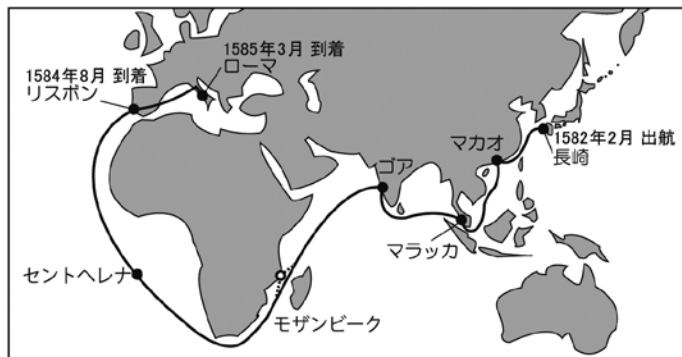 1585年3月 到着
ローマ
1584年8月 到着
リスボン
マカオ
1582年2月 出航
長崎
ゴア
マラッカ
セントヘレナ
モザンビーク